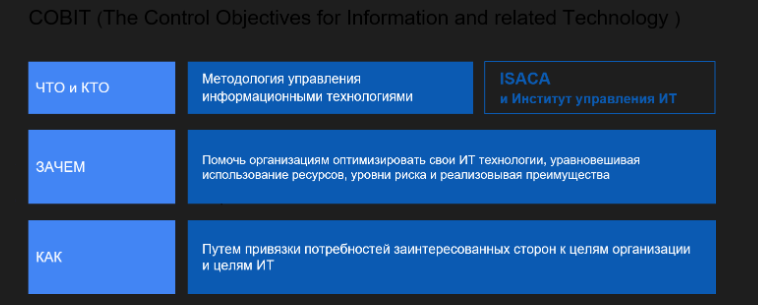 COBIT (The Control Objectives for Information and related Technology )
ЧТО и КТО
Методология управления
информационными технологиями
ISACA
и Институт управления ИТ
ЗАЧЕМ
Помочь организациям оптимизировать свои ИТ технологии, уравновешивая
использование ресурсов, уровни риска и реализовывая преимущества
КАК
Путем привязки потребностей заинтересованных сторон к целям организации
и целям ИТ